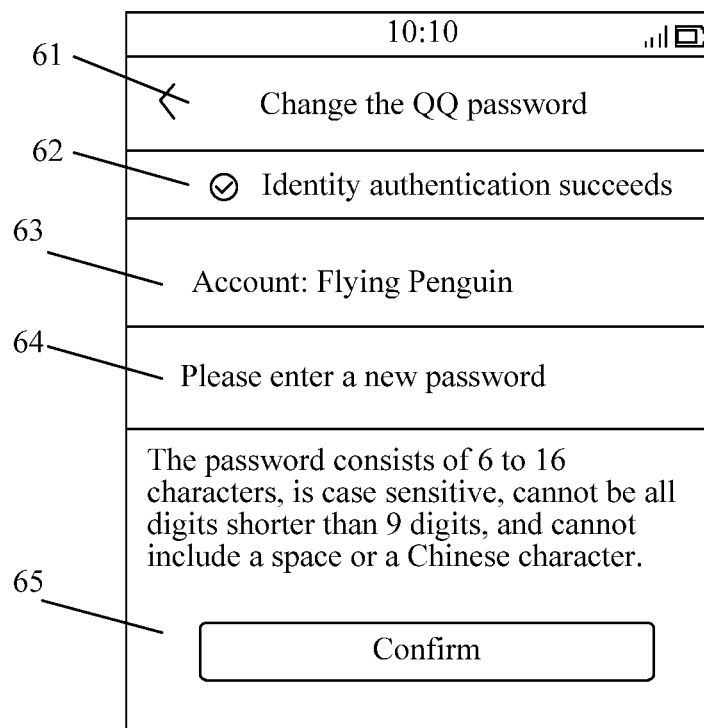 10:10
61
Change the QQ password
62
Identity authentication succeeds
63
Account: Flying Penguin
64
Please enter a new password
The password consists of 6 to 16
characters, is case sensitive, cannot be all
digits shorter than 9 digits, and cannot
include a space or a Chinese character.
65
Confirm